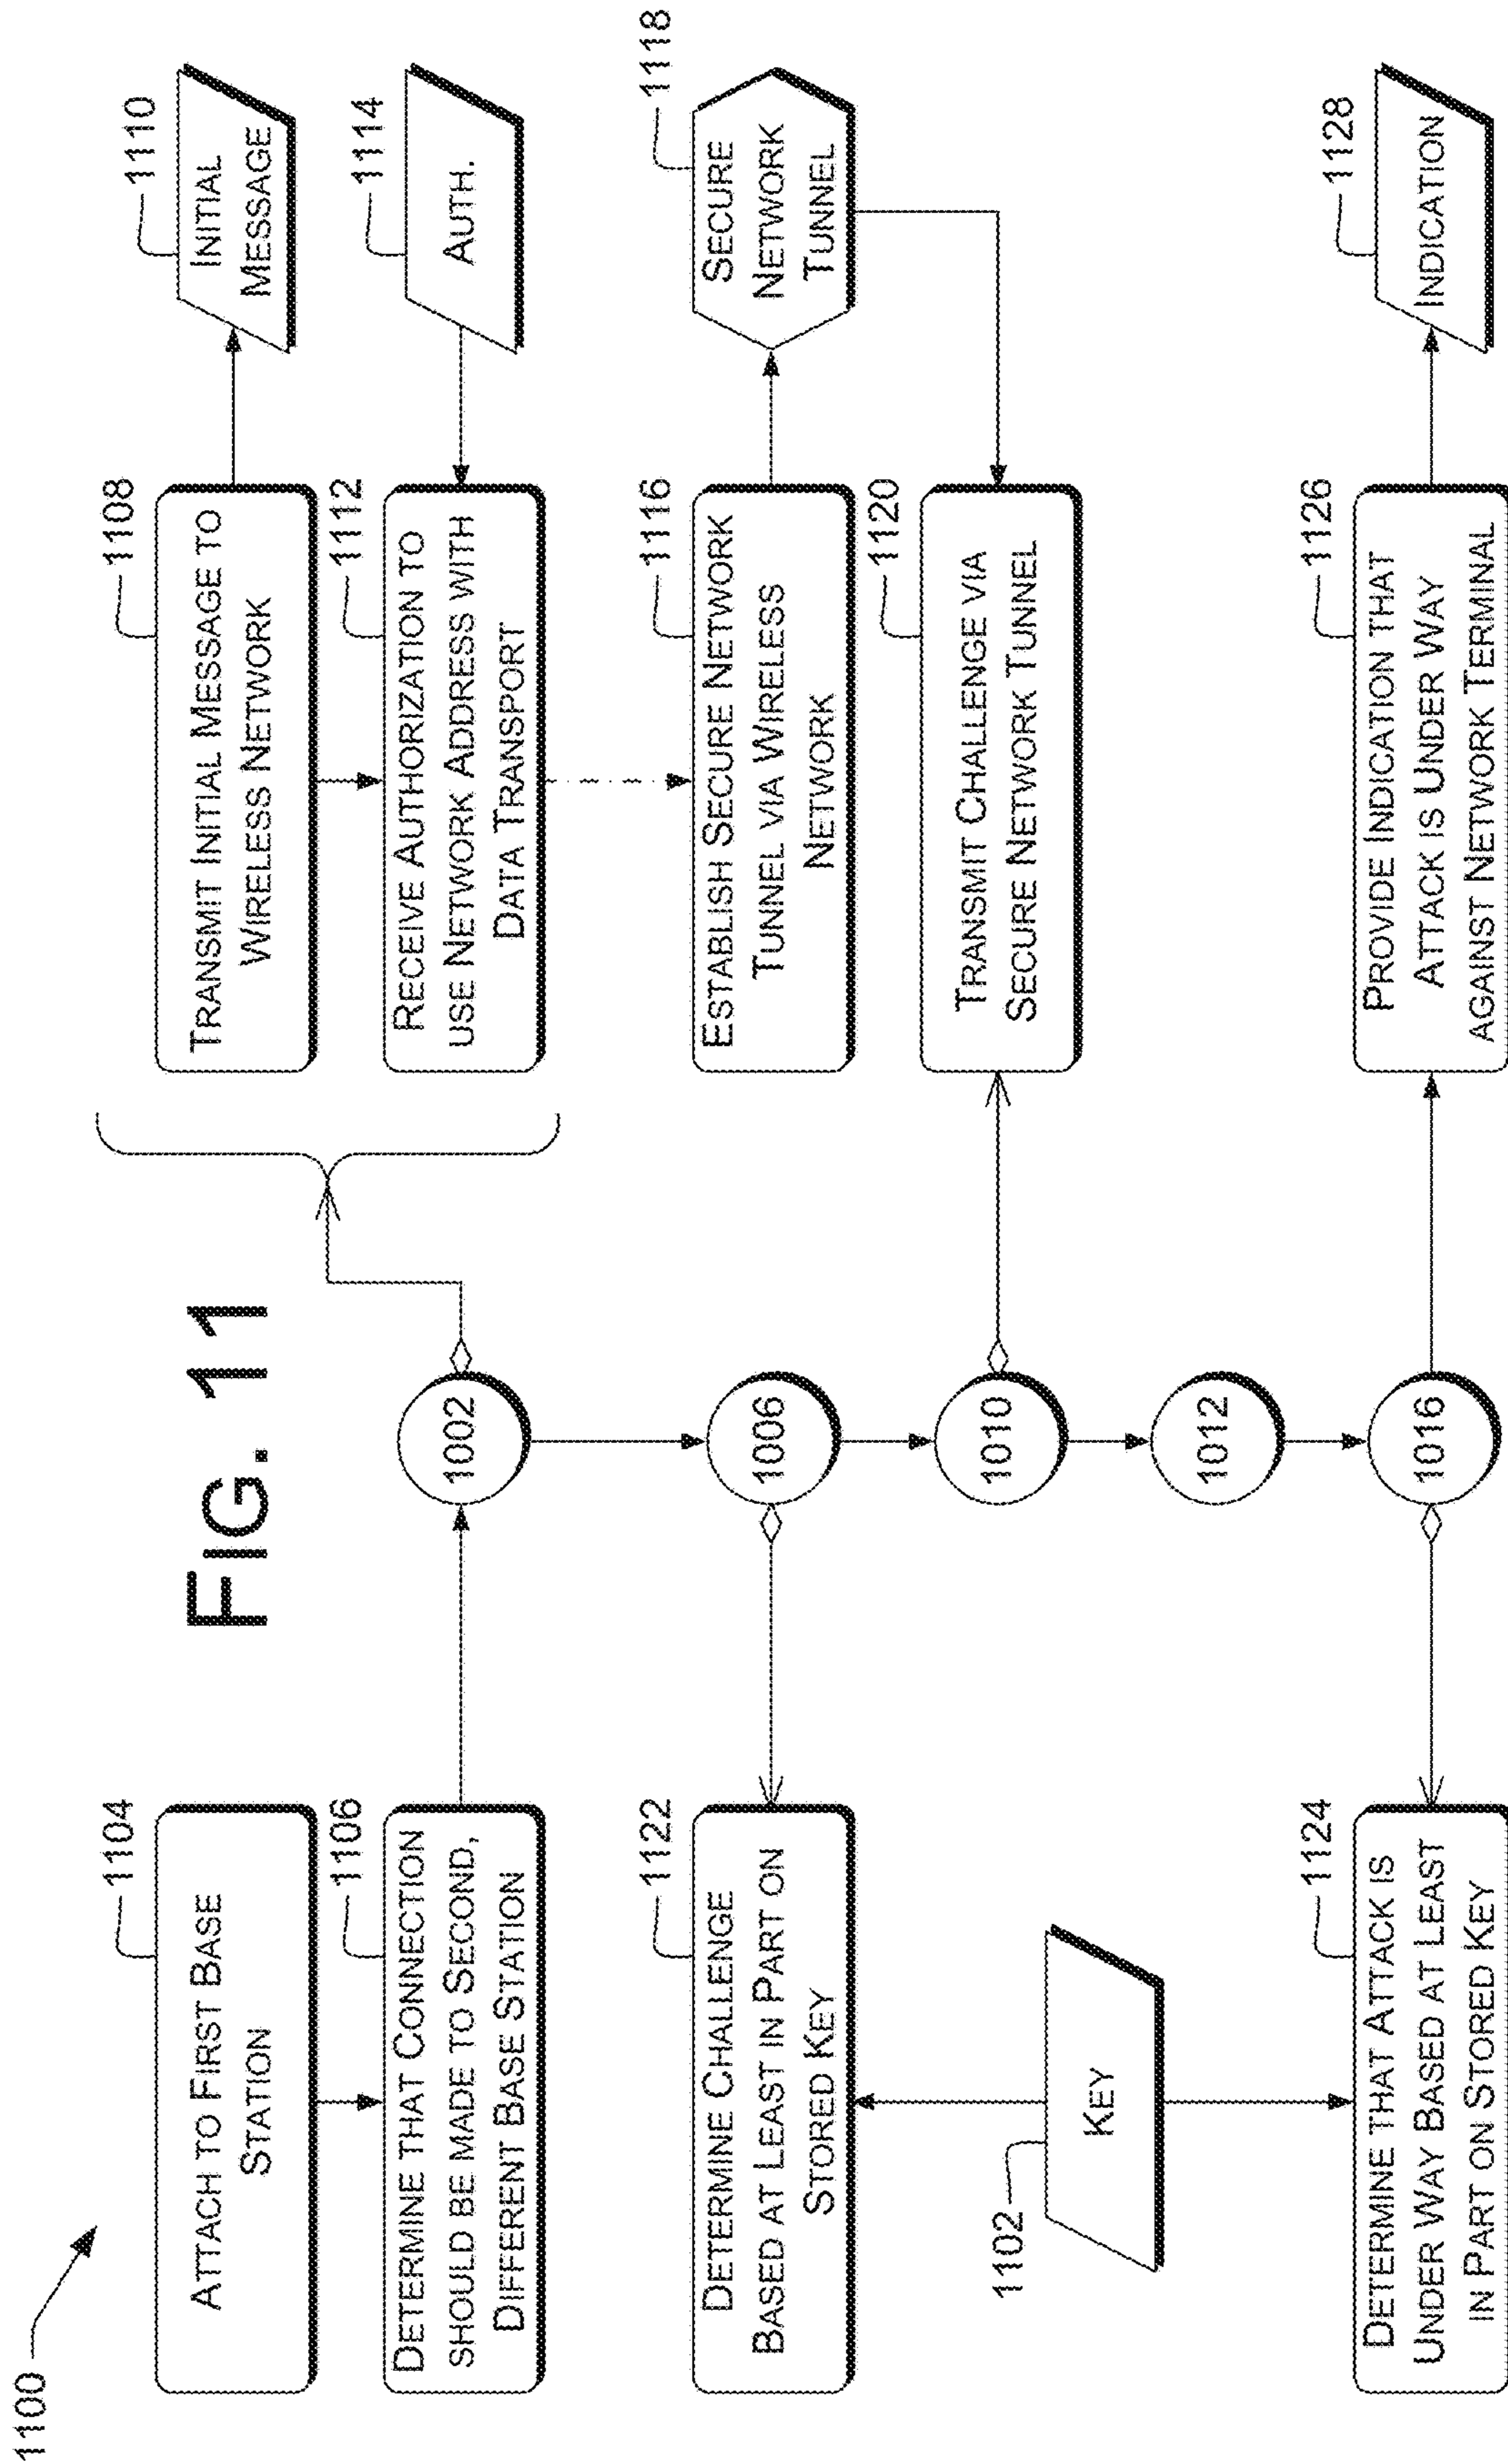 1100
FIG. 11
1104
ATTACH TO FIRST BASE
STATION
1106
DETERMINE THAT CONNECTION
SHOULD BE MADE TO SECOND,
DIFFERENT BASE STATION
1108
TRANSMIT INITIAL MESSAGE TO
WIRELESS NETWORK
1110
INITIAL
MESSAGE
1002
1112
RECEIVE AUTHORIZATION TO
USE NETWORK ADDRESS WITH
DATA TRANSPORT
1114
AUTH.
1122
DETERMINE CHALLENGE
BASED AT LEAST IN PART ON
STORED KEY
1006
1116
ESTABLISH SECURE NETWORK
TUNNEL VIA WIRELESS
NETWORK
1118
SECURE
NETWORK
TUNNEL
1102
KEY
1010
1120
TRANSMIT CHALLENGE VIA
SECURE NETWORK TUNNEL
1012
1124
DETERMINE THAT ATTACK IS
UNDER WAY BASED AT LEAST
IN PART ON STORED KEY
1016
1126
PROVIDE INDICATION THAT
ATTACK IS UNDER WAY
AGAINST NETWORK TERMINAL
1128
INDICATION